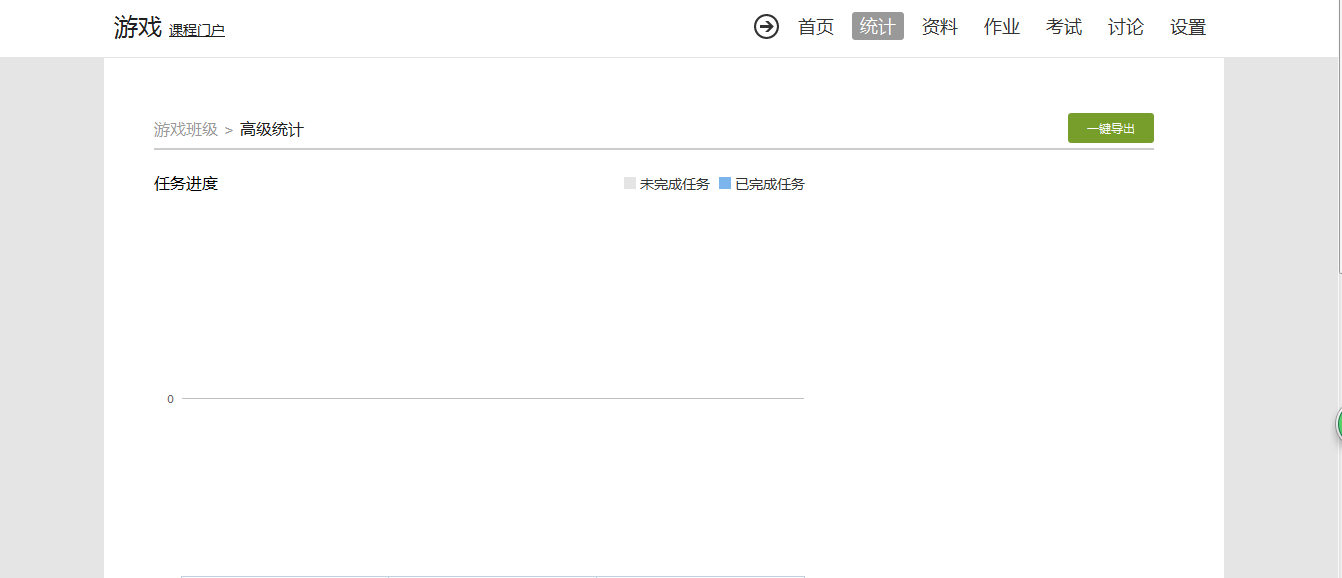 游戏 课程门户 首页 统计 资料 作业 考试 讨论 设置
游戏班级 > 高级统计 一键导出
任务进度 未完成任务 已完成任务
0